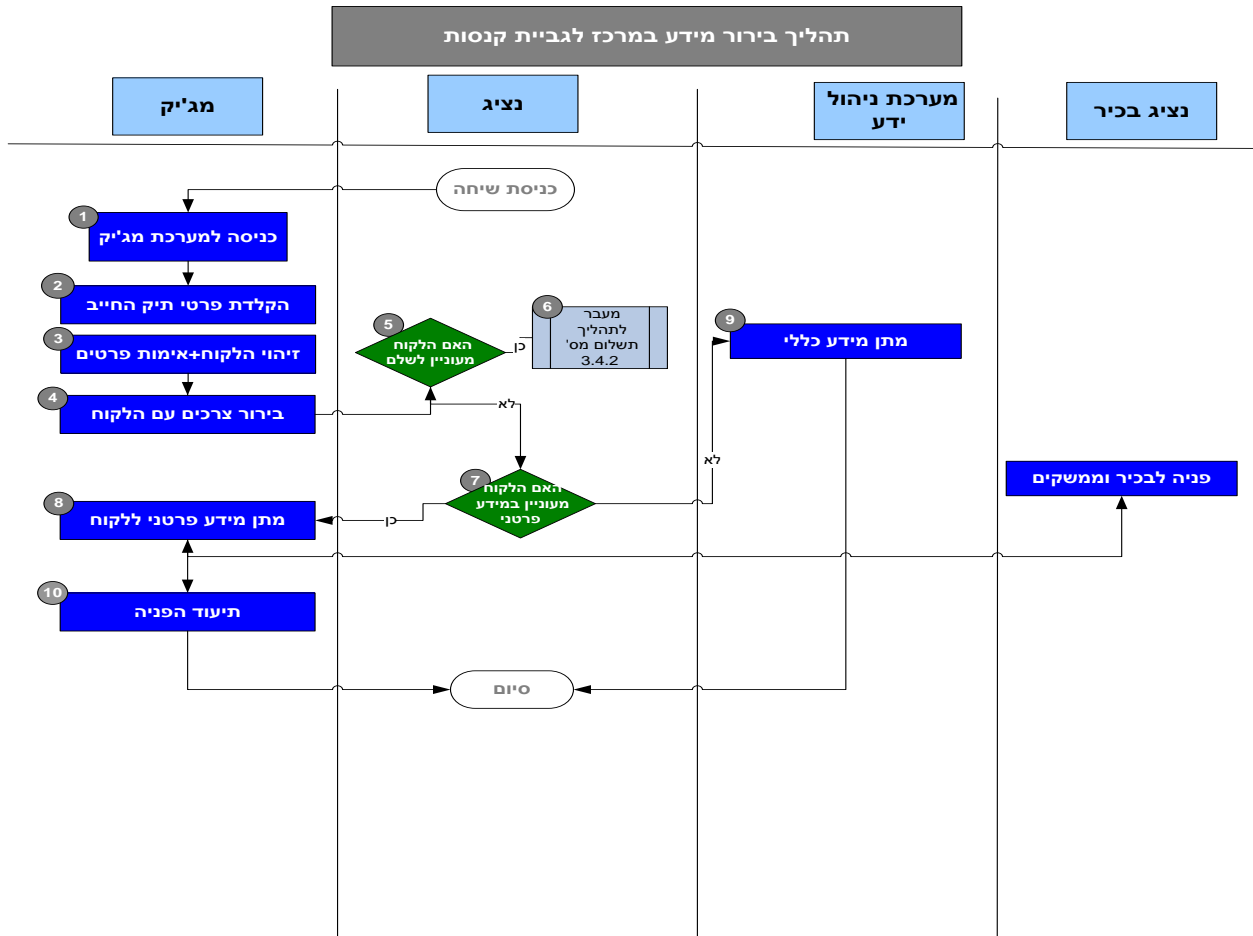 תהליך בירור מידע במרכז לגביית קנסות
מג'יק
נציג
מערכת ניהול
ידע
נציג בכיר
כניסת שיחה
1
כניסה למערכת מג'יק
2
הקלדת פרטי תיק החייב
3
זיהוי הלקוח+אימות פרטים
4
בירור צרכים עם הלקוח
5
האם הלקוח
מעוניין לשלם
כן
6
מעבר
לתהליך
תשלום מס'
3.4.2
לא
7
האם הלקוח
מעוניין במידע
פרטני
כן
לא
8
מתן מידע פרטני ללקוח
9
מתן מידע כללי
פניה לבכיר וממשקים
10
תיעוד הפניה
סיום